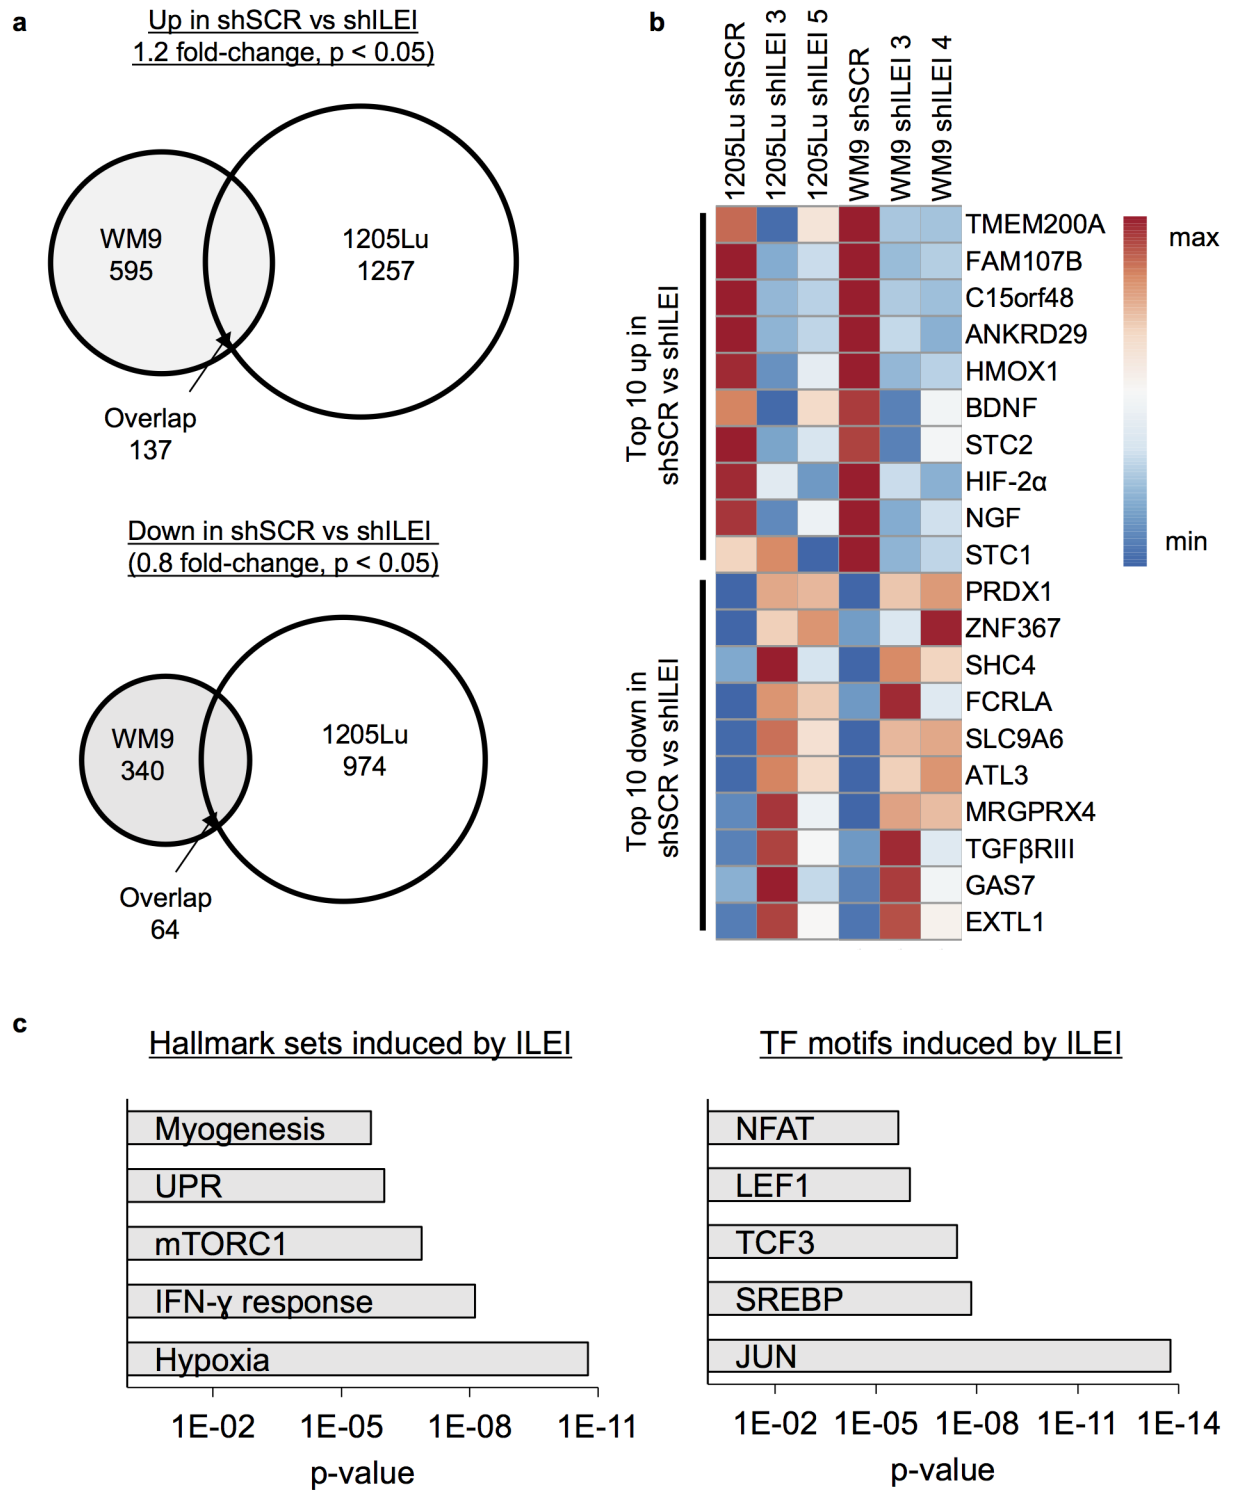 a
Up in shSCR vs shILEI
1.2 fold-change, p < 0.05)
WM9
595
1205Lu
1257
Overlap
137
Down in shSCR vs shILEI
(0.8 fold-change, p < 0.05)
WM9
340
1205Lu
974
Overlap
64
b
1205Lu shSCR
1205Lu shILEI 3
1205Lu shILEI 5
WM9 shSCR
WM9 shILEI 3
WM9 shILEI 4
Top 10 up in
shSCR vs shILEI
TMEM200A
FAM107B
C15orf48
ANKRD29
HMOX1
BDNF
STC2
HIF-2α
NGF
STC1
Top 10 down in
shSCR vs shILEI
PRDX1
ZNF367
SHC4
FCRLA
SLC9A6
ATL3
MRGPRX4
TGFβRIII
GAS7
EXTL1
max
min
c
Hallmark sets induced by ILEI
Myogenesis
UPR
mTORC1
IFN-γ response
Hypoxia
1E-02 1E-05 1E-08 1E-11
p-value
TF motifs induced by ILEI
NFAT
LEF1
TCF3
SREBP
JUN
1E-02 1E-05 1E-08 1E-11 1E-14
p-value